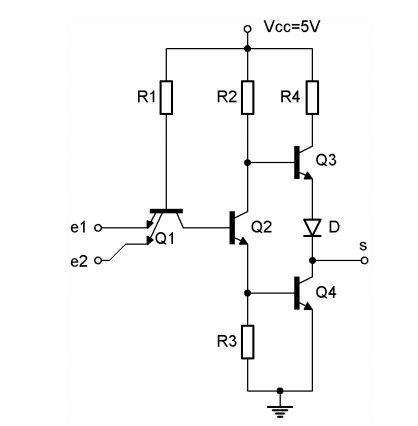 Vcc=5V
R1 R2 R4
Q3
e1 Q1 Q2 D
e2 s
Q4
R3